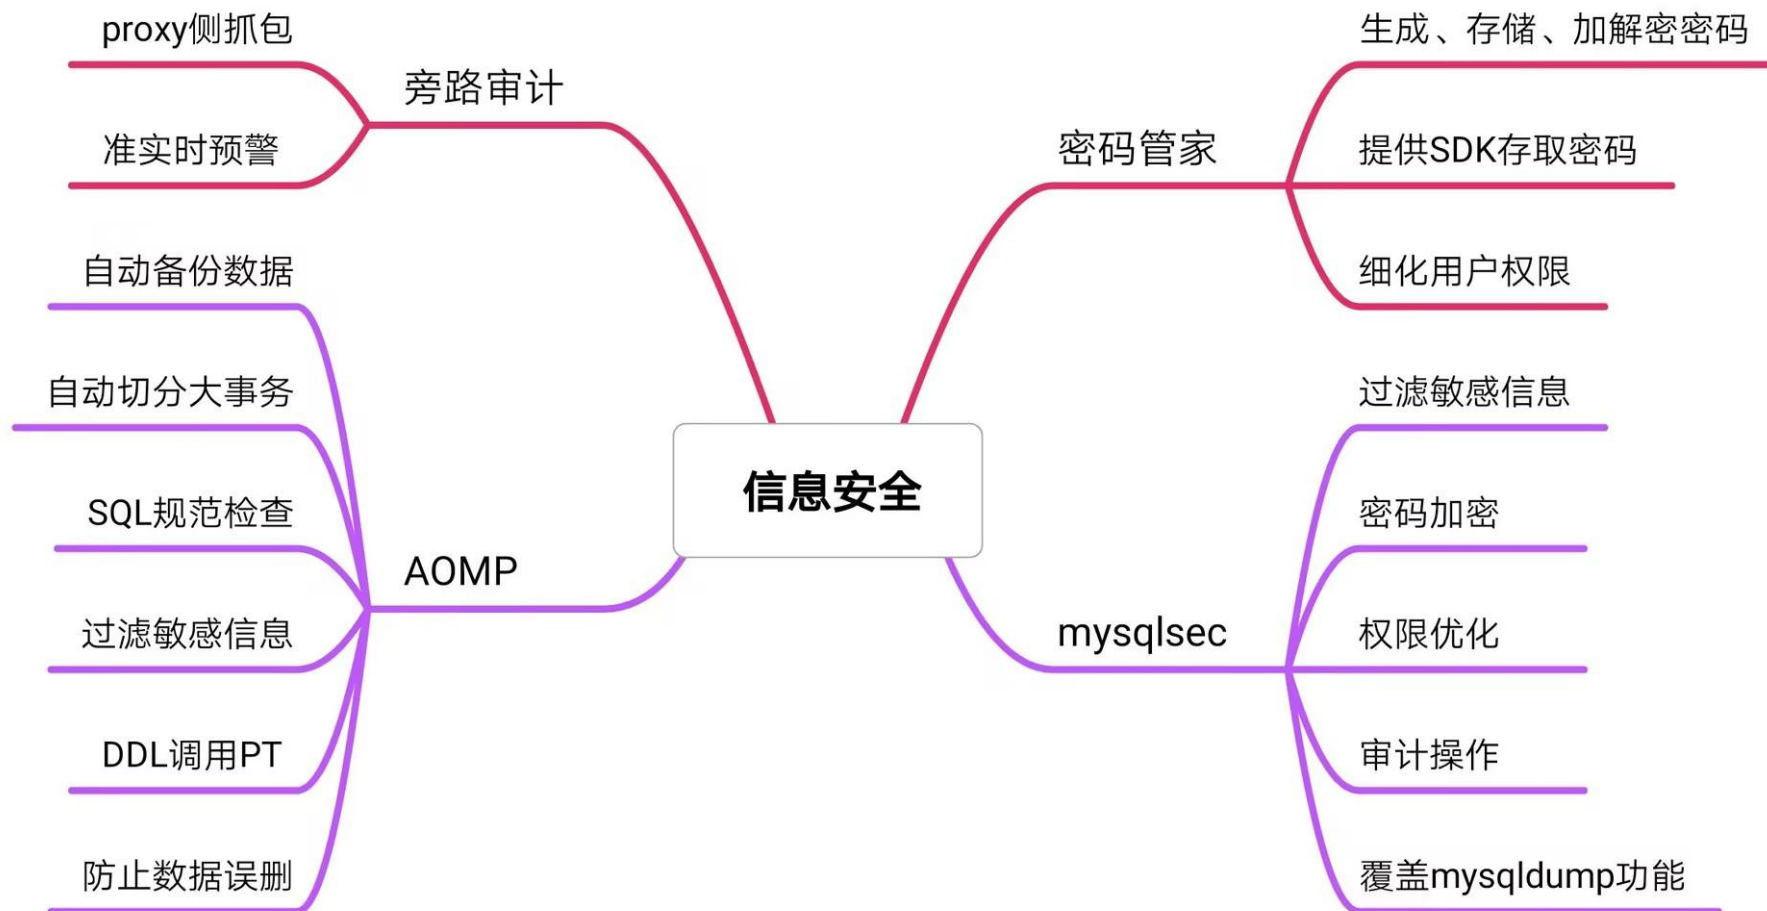 信息安全
旁路审计
proxy侧抓包
准实时预警
AOMP
自动备份数据
自动切分大事务
SQL规范检查
过滤敏感信息
DDL调用PT
防止数据误删
密码管家
生成、存储、加解密密码
提供SDK存取密码
细化用户权限
mysqlsec
过滤敏感信息
密码加密
权限优化
审计操作
覆盖mysqldump功能